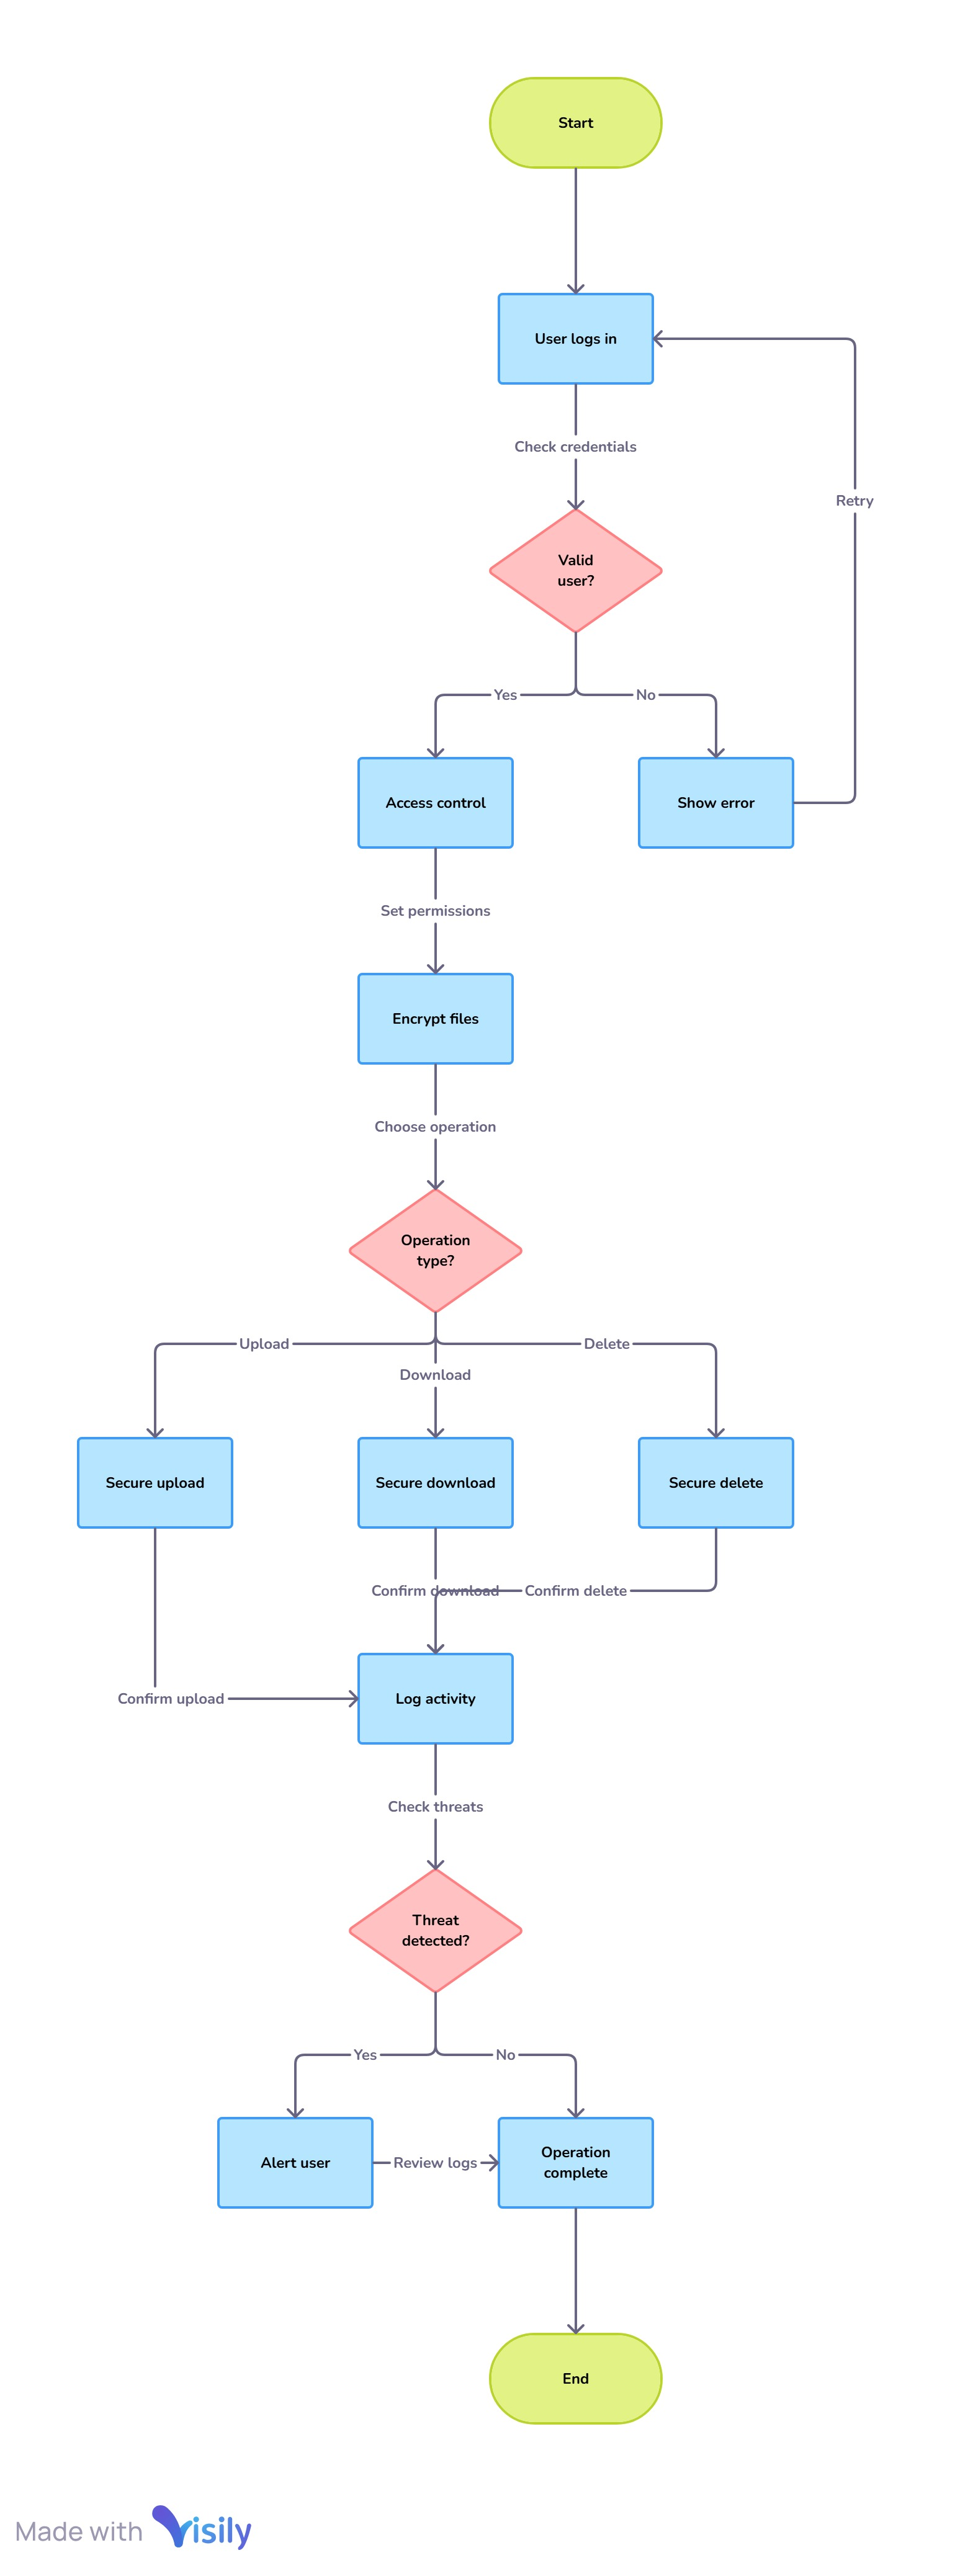 Start
User logs in
Check credentials
Retry
Valid
user?
Yes
No
Access control
Show error
Set permissions
Encrypt files
Choose operation
Operation
type?
Upload
Delete
Download
Secure upload
Secure download
Secure delete
Confirm download
Confirm delete
Confirm upload
Log activity
Check threats
Threat
detected?
Yes
No
Alert user
Review logs
Operation
complete
End
Made with Visily